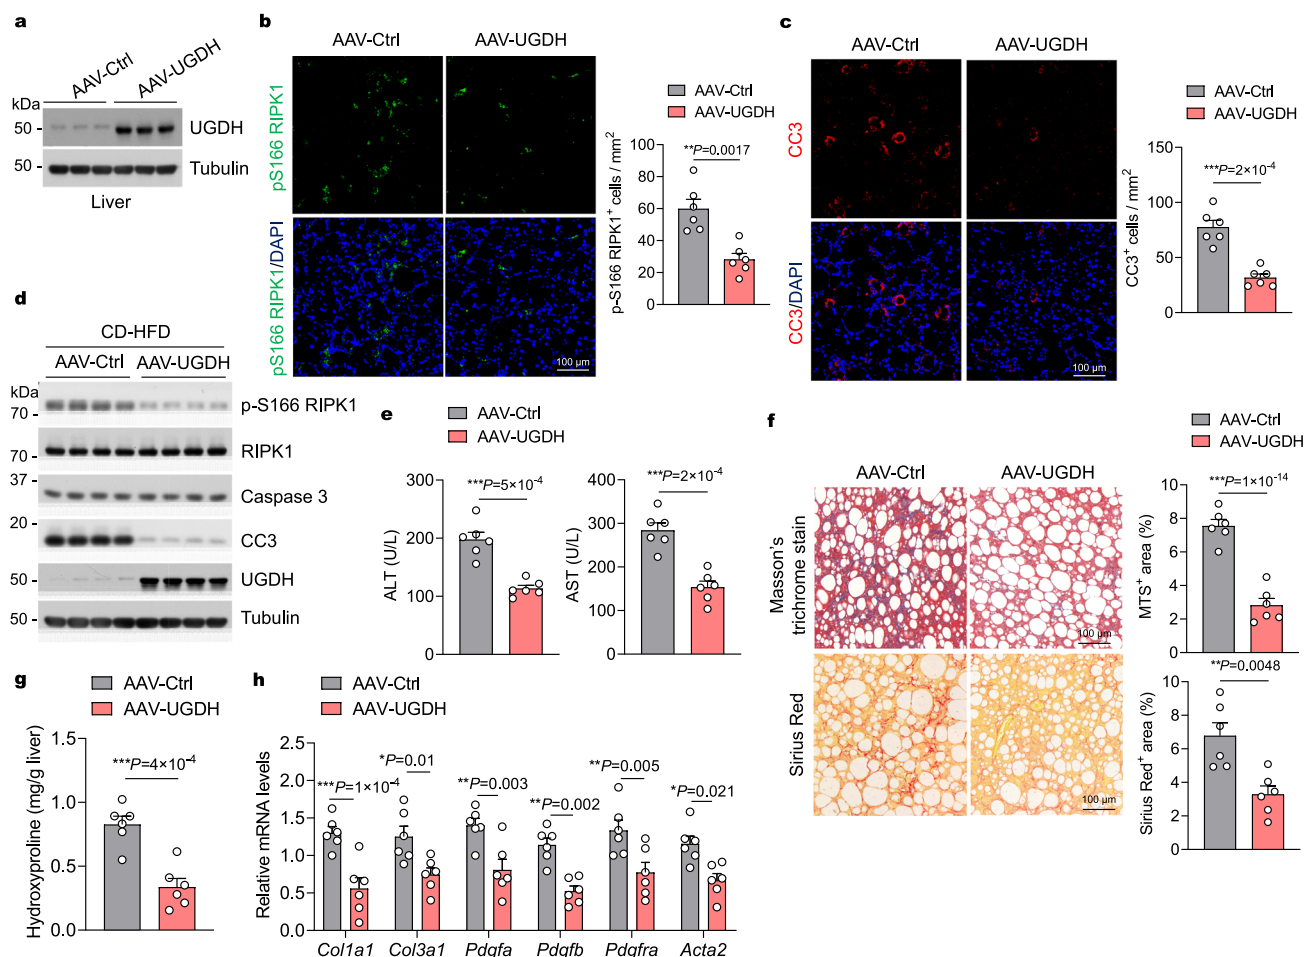 a
AAV-Ctrl
AAV-UGDH
kDa
50
UGDH
50
Tubulin
Liver
b
AAV-Ctrl
AAV-UGDH
pS166 RIPK1
pS166 RIPK1/DAPI
100 µm
AAV-Ctrl
AAV-UGDH
**P=0.0017
100
80
60
40
20
0
p-S166 RIPK1+ cells / mm2
c
AAV-Ctrl
AAV-UGDH
CC3
CC3/DAPI
100 µm
AAV-Ctrl
AAV-UGDH
***P=2×10-4
150
100
50
0
CC3+ cells / mm2
d
CD-HFD
AAV-Ctrl
AAV-UGDH
kDa
70
p-S166 RIPK1
70
RIPK1
37
Caspase 3
20
CC3
50
UGDH
50
Tubulin
e
AAV-Ctrl
AAV-UGDH
***P=5×10-4
300
200
100
0
ALT (U/L)
***P=2×10-4
400
300
200
100
0
AST (U/L)
f
AAV-Ctrl
AAV-UGDH
Masson's
trichrome stain
100 µm
Sirius Red
100 µm
AAV-Ctrl
AAV-UGDH
***P=1×10-14
10
8
6
4
2
0
MTS+ area (%)
**P=0.0048
10
8
6
4
2
0
Sirius Red+ area (%)
g
AAV-Ctrl
AAV-UGDH
***P=4×10-4
1.5
1.0
0.5
0.0
Hydroxyproline (mg/g liver)
h
AAV-Ctrl
AAV-UGDH
2.5
2.0
1.5
1.0
0.5
0.0
Relative mRNA levels
***P=1×10-4
*P=0.01
**P=0.003
**P=0.002
**P=0.005
*P=0.021
Col1a1
Col3a1
Pdgfa
Pdgfb
Pdgfra
Acta2